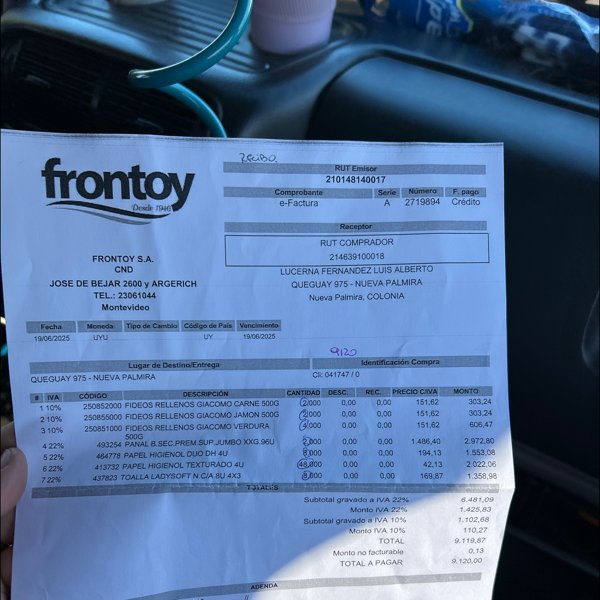 RECIBO
frontoy
Desde 1946
RUT Emisor
210148140017
Comprobante Serie Número F. pago
e-Factura A 2719894 Crédito
Receptor
RUT COMPRADOR
214639100018
LUCERNA FERNANDEZ LUIS ALBERTO
QUEGUAY 975 - NUEVA PALMIRA
Nueva Palmira, COLONIA
FRONTOY S.A.
CND
JOSE DE BEJAR 2600 y ARGERICH
TEL.: 23061044
Montevideo
Fecha Moneda Tipo de Cambio Código de País Vencimiento
19/06/2025 UYU UY 19/06/2025
9120
Lugar de Destino/Entrega Identificación Compra
QUEGUAY 975 - NUEVA PALMIRA Cli: 041747 / 0
# IVA CÓDIGO DESCRIPCIÓN CANTIDAD DESC. REC. PRECIO C/IVA MONTO
1 10% 250852000 FIDEOS RELLENOS GIACOMO CARNE 500G 2,000 0,00 0,00 151,62 303,24
2 10% 250855000 FIDEOS RELLENOS GIACOMO JAMON 500G 2,000 0,00 0,00 151,62 303,24
3 10% 250851000 FIDEOS RELLENOS GIACOMO VERDURA 4,000 0,00 0,00 151,62 606,47
500G
4 22% 493254 PANAL B.SEC.PREM.SUP.JUMBO XXG.96U 2,000 0,00 0,00 1.486,40 2.972,80
5 22% 464778 PAPEL HIGIENOL DUO DH 4U 8,000 0,00 0,00 194,13 1.553,08
6 22% 413732 PAPEL HIGIENOL TEXTURADO 4U 48,000 0,00 0,00 42,13 2.022,06
7 22% 437823 TOALLA LADYSOFT N.C/A 8U 4X3 8,000 0,00 0,00 169,87 1.358,98
TOTALES
Subtotal gravado a IVA 22% 6.481,09
Monto IVA 22% 1.425,83
Subtotal gravado a IVA 10% 1.102,68
Monto IVA 10% 110,27
TOTAL 9.119,87
Monto no facturable 0,13
TOTAL A PAGAR 9.120,00
ADENDA